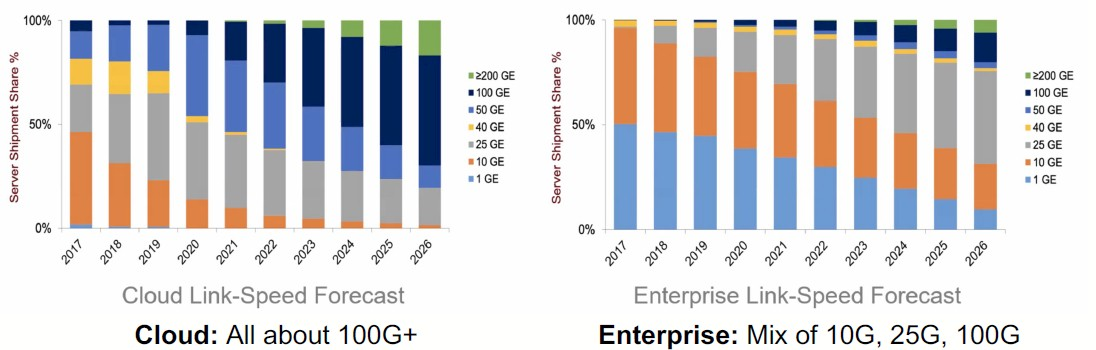 Server Shipment Share %
100%
50%
0%
2017
2018
2019
2020
2021
2022
2023
2024
2025
2026
≥200 GE
100 GE
50 GE
40 GE
25 GE
10 GE
1 GE
Cloud Link-Speed Forecast
Cloud: All about 100G+
Server Shipment Share %
100%
50%
0%
2017
2018
2019
2020
2021
2022
2023
2024
2025
2026
≥200 GE
100 GE
50 GE
40 GE
25 GE
10 GE
1 GE
Enterprise Link-Speed Forecast
Enterprise: Mix of 10G, 25G, 100G